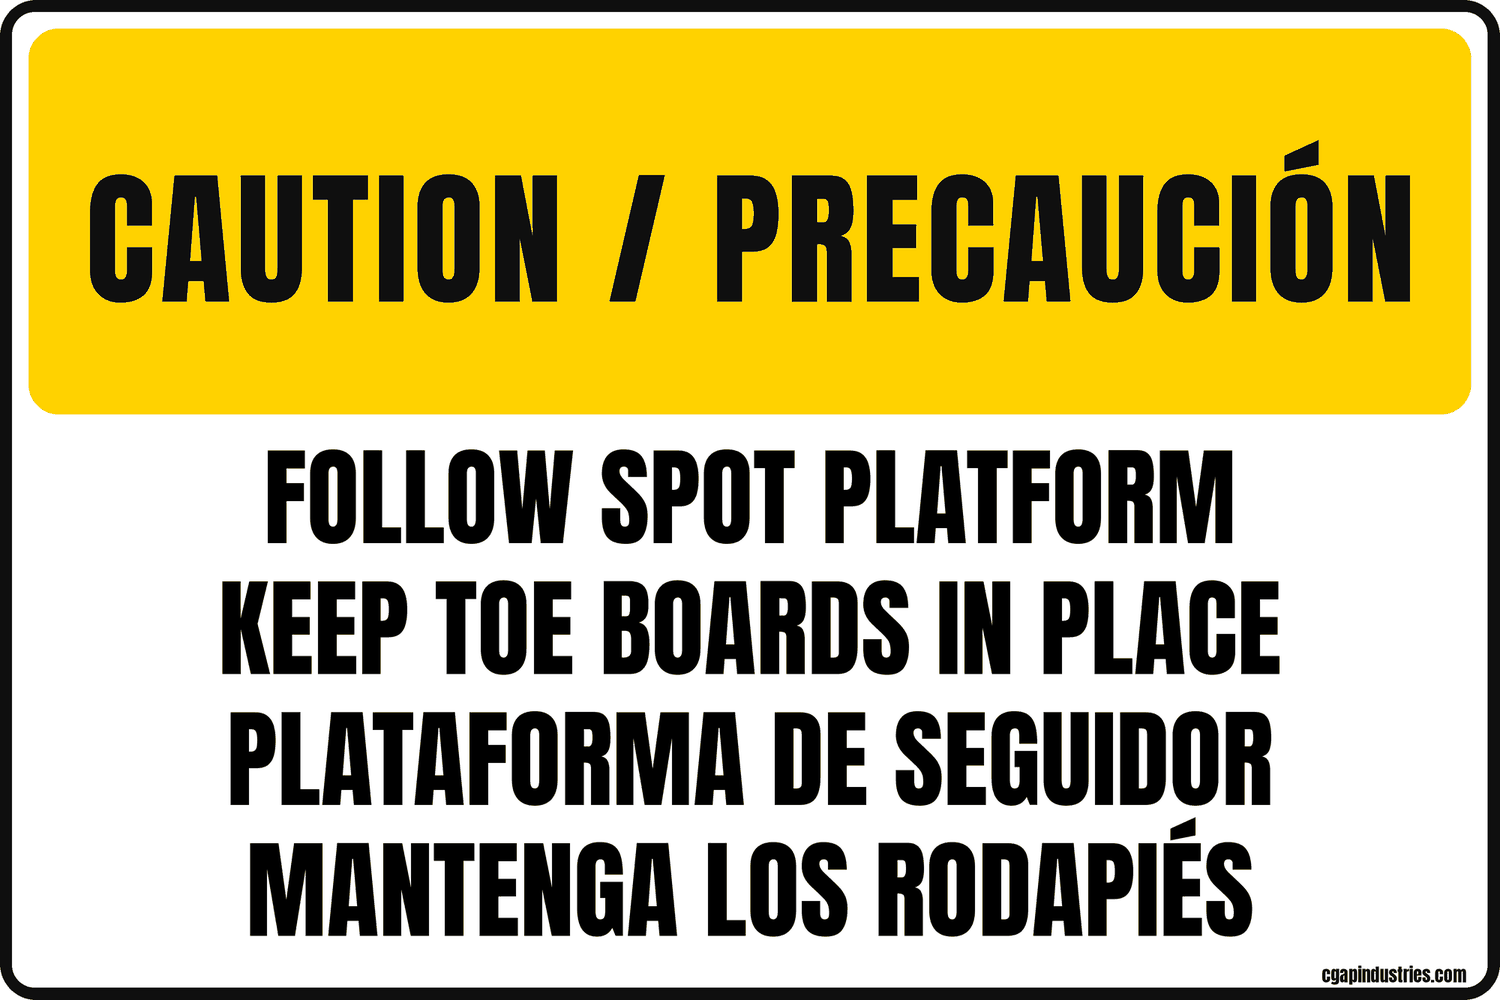 CAUTION / PRECAUCIÓN
FOLLOW SPOT PLATFORM
KEEP TOE BOARDS IN PLACE
PLATAFORMA DE SEGUIDOR
MANTENGA LOS RODAPIÉS
cgapindustries.com